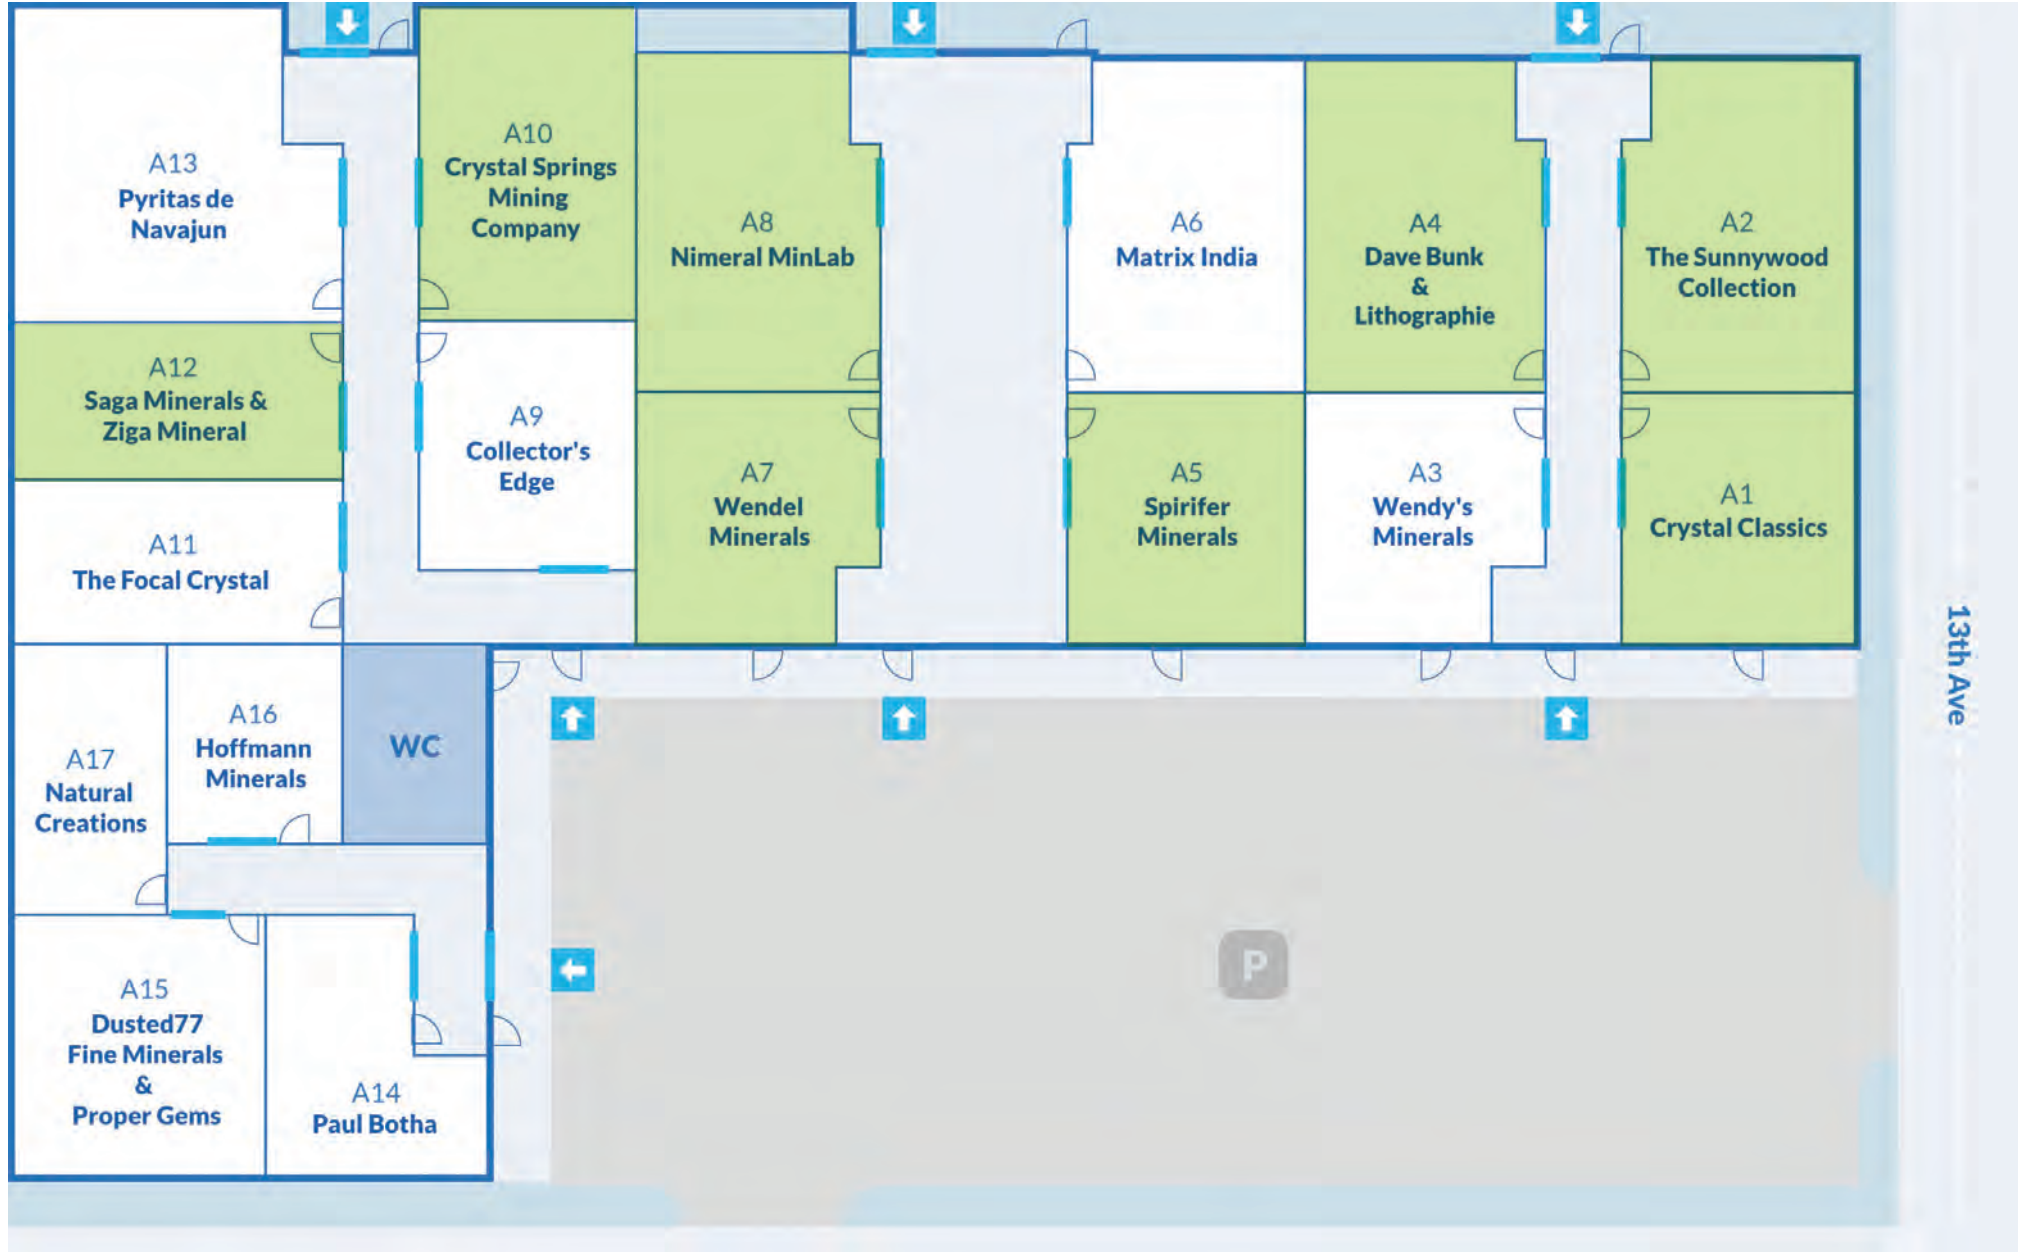 A13
Pyritas de
Navajun
A10
Crystal Springs
Mining
Company
A8
Nimeral MinLab
A6
Matrix India
A4
Dave Bunk
&
Lithographie
A2
The Sunnywood
Collection
A12
Saga Minerals &
Ziga Mineral
A9
Collector's
Edge
A7
Wendel
Minerals
A5
Spirifer
Minerals
A3
Wendy's
Minerals
A1
Crystal Classics
A11
The Focal Crystal
13th Ave
A17
Natural
Creations
A16
Hoffmann
Minerals
WC
P
A15
Dusted77
Fine Minerals
&
Proper Gems
A14
Paul Botha